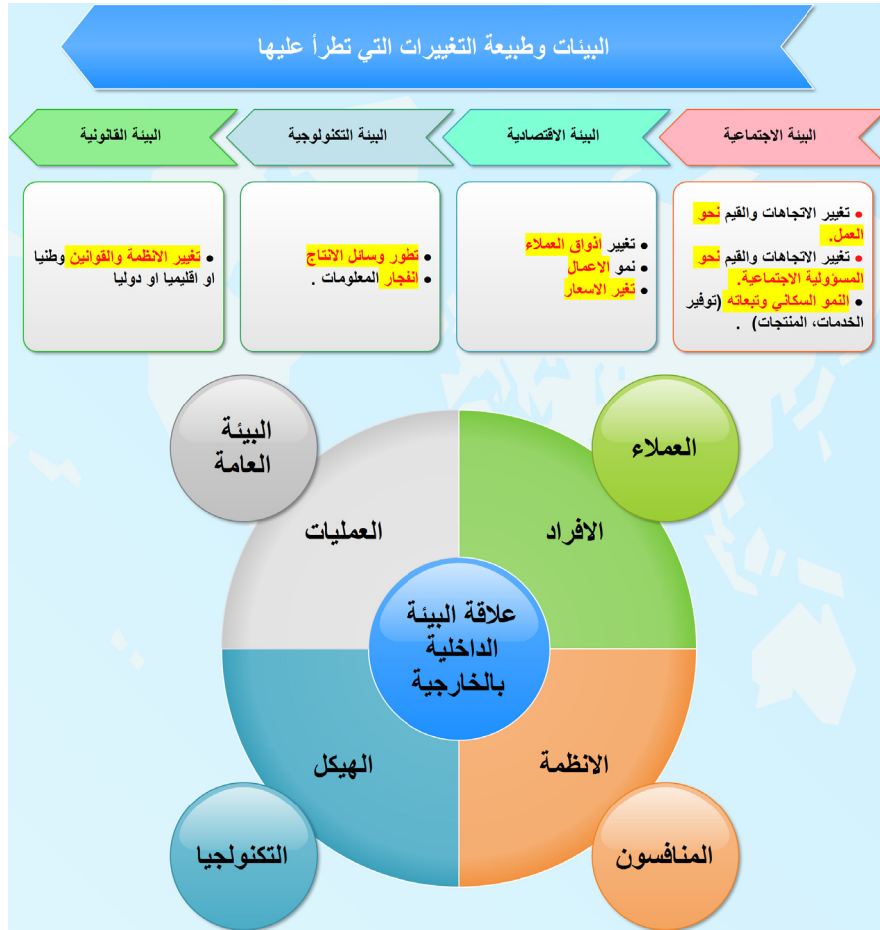 البيئات وطبيعة التغييرات التي تطرأ عليها
البيئة الاجتماعية
البيئة الاقتصادية
البيئة التكنولوجية
البيئة القانونية
• تغيير الاتجاهات والقيم نحو
العمل.
• تغيير الاتجاهات والقيم نحو
المسؤولية الاجتماعية.
• النمو السكاني وتبعاته (توفير
الخدمات، المنتجات) .
• تغيير اذواق العملاء
• نمو الاعمال
• تغير الاسعار
• تطور وسائل الانتاج
• انفجار المعلومات .
• تغيير الانظمة والقوانين وطنيا
او اقليميا او دوليا
العملاء
البيئة
العامة
الافراد
العمليات
علاقة البيئة
الداخلية
بالخارجية
الانظمة
الهيكل
المنافسون
التكنولجيا